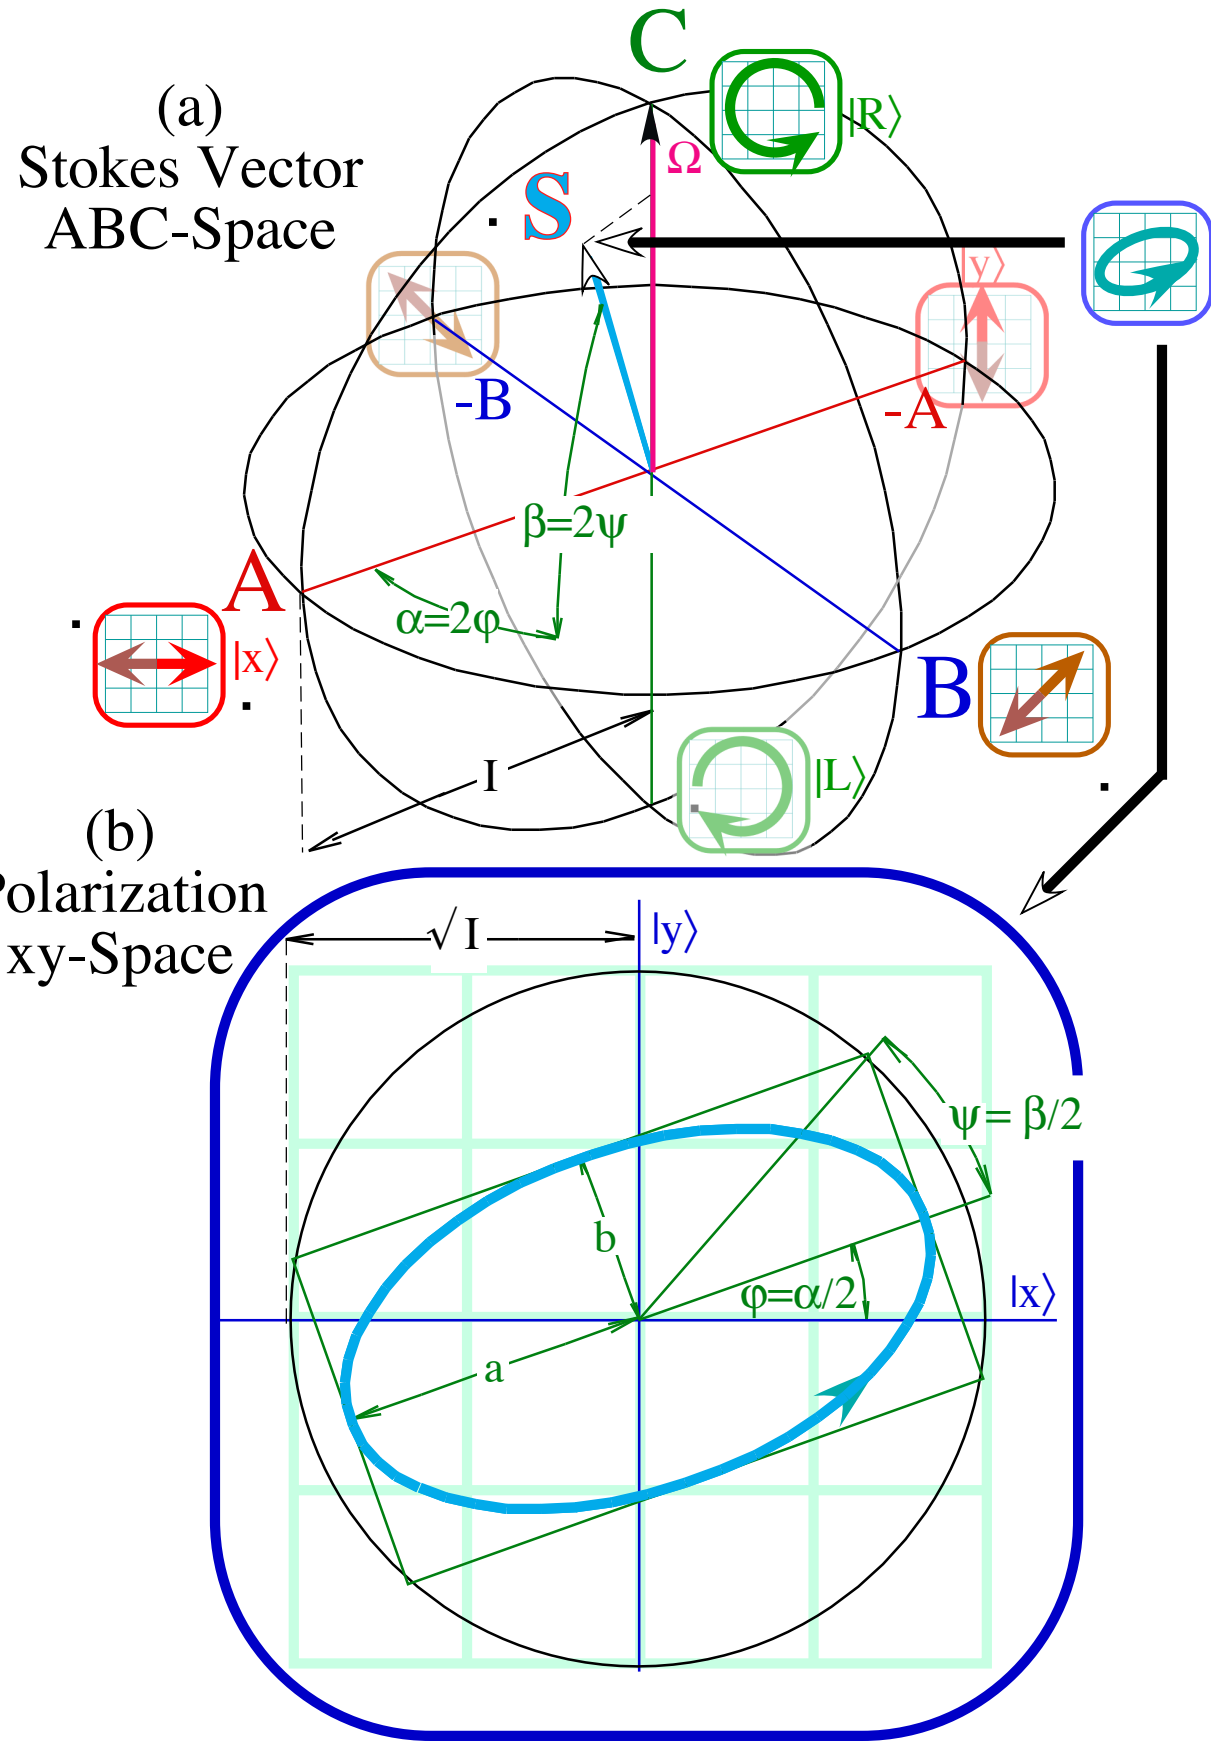 (a)
Stokes Vector
ABC-Space
C
|R⟩
Ω
S
|y⟩
-B
-A
β=2ψ
A
α=2φ
|x⟩
B
I
|L⟩
(b)
Polarization
xy-Space
√ I
|y⟩
ψ= β/2
b
φ=α/2
|x⟩
a